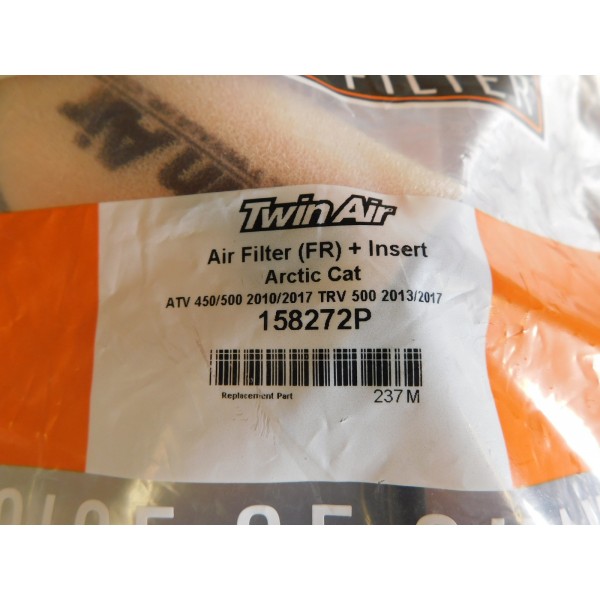 FILTER
Twin Air
Air Filter (FR) + Insert
Arctic Cat
ATV 450/500 2010/2017 TRV 500 2013/2017
158272P
Replacement Part 237 M